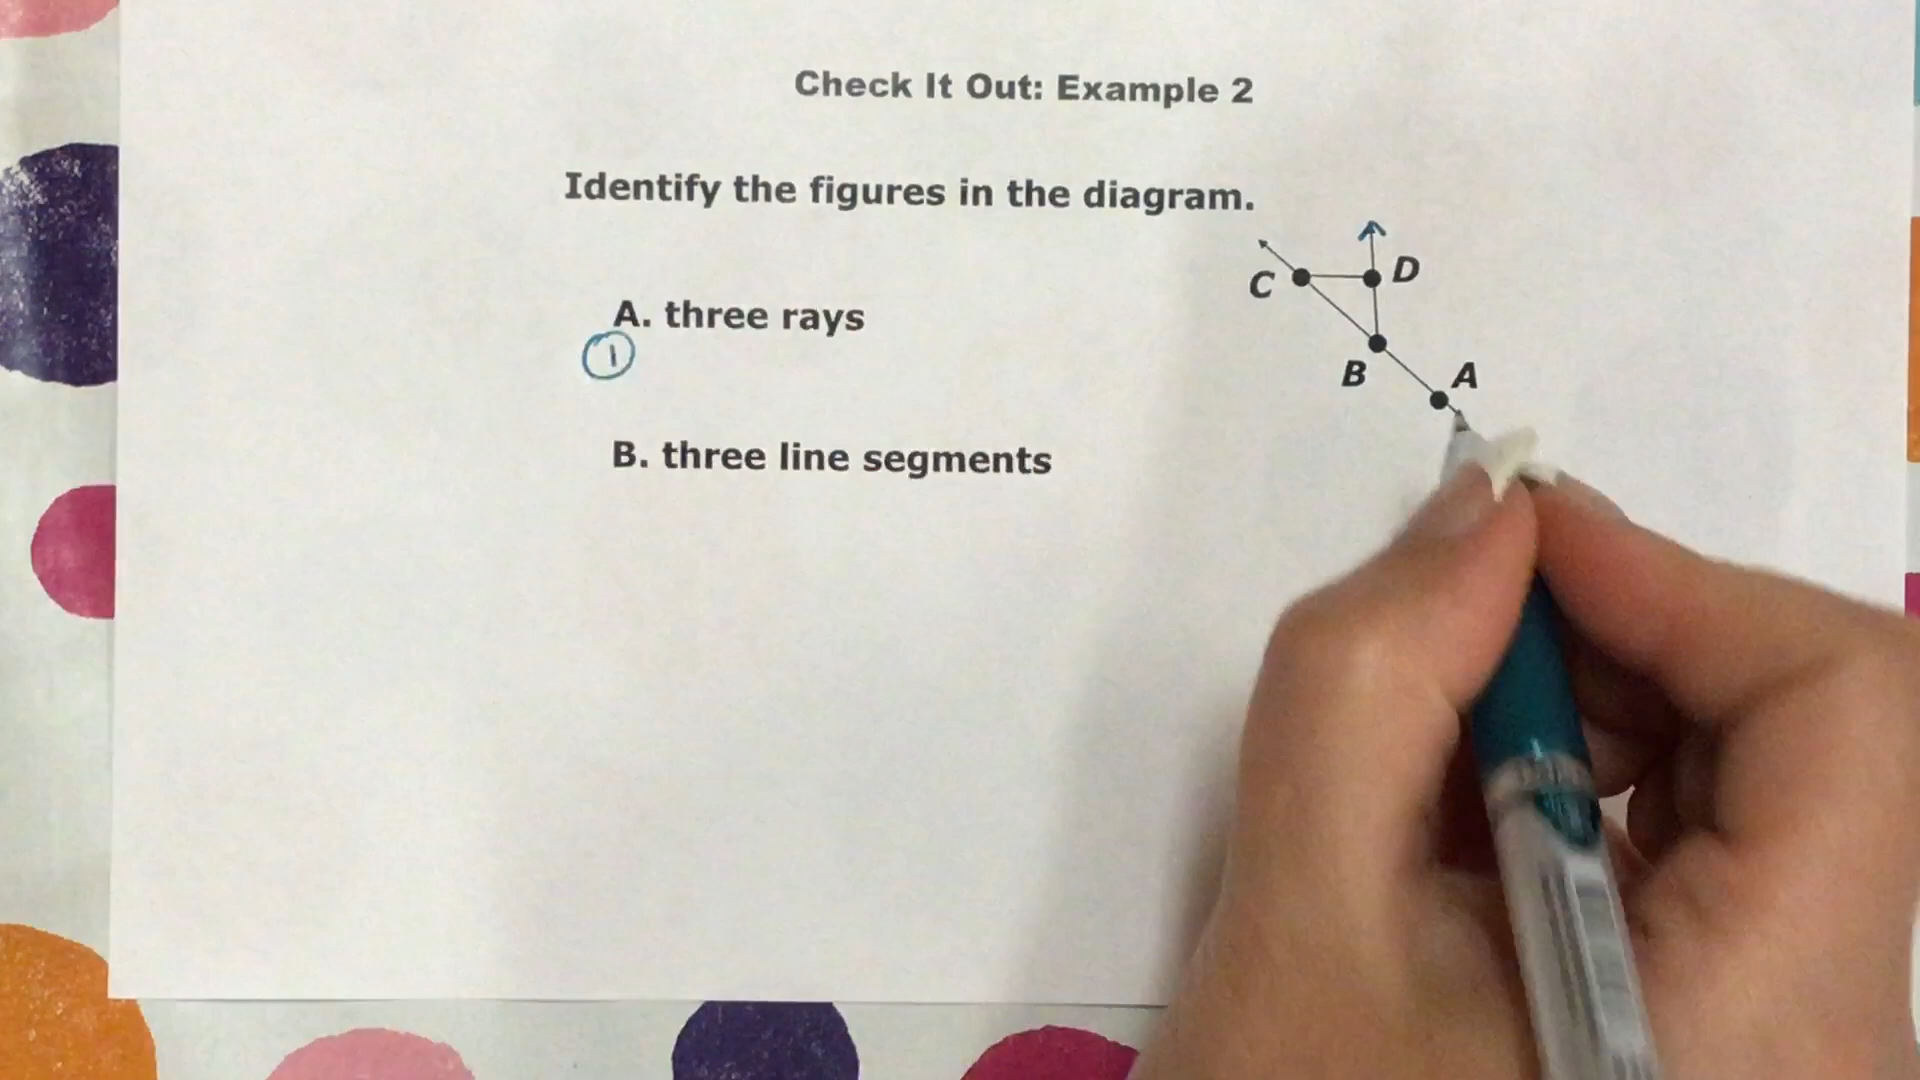 Check It Out: Example 2
Identify the figures in the diagram.
A. three rays
1
B. three line segments
C
D
B
A